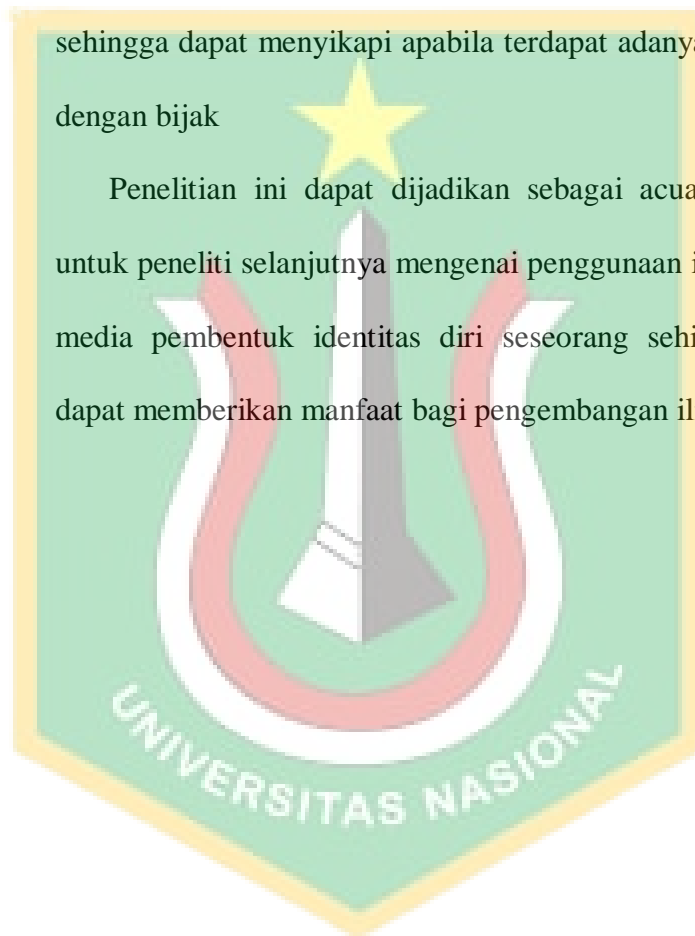 sehingga dapat menyikapi apabila terdapat adanya
dengan bijak
Penelitian ini dapat dijadikan sebagai acua
untuk peneliti selanjutnya mengenai penggunaan i
media pembentuk identitas diri seseorang sehi
dapat memberikan manfaat bagi pengembangan il
UNIVERSITAS NASIONAL